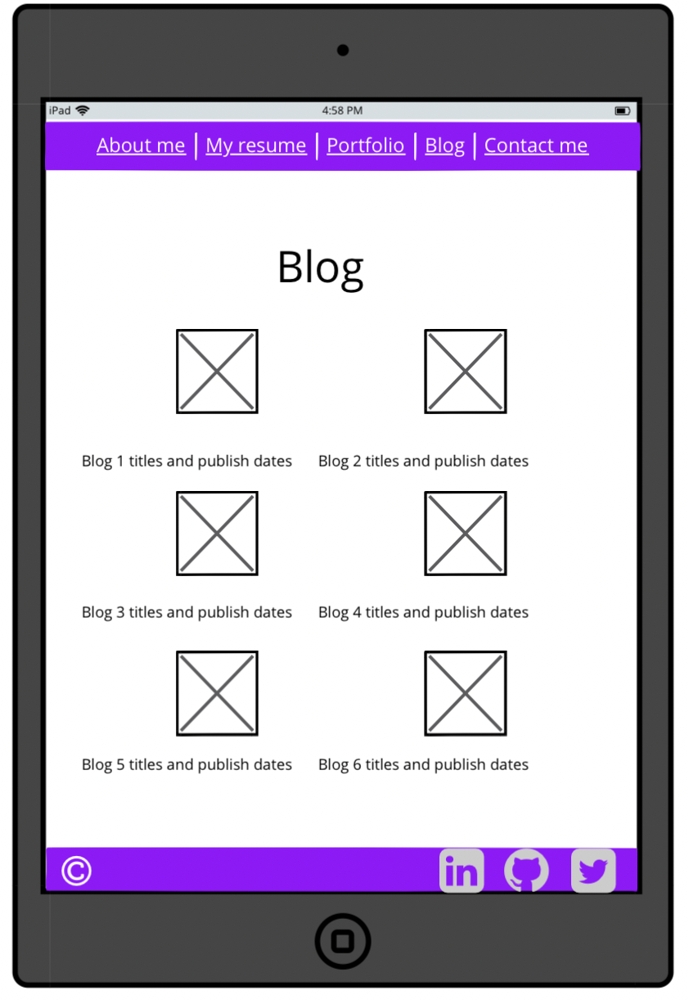 iPad 4:58 PM
About me | My resume | Portfolio | Blog | Contact me
Blog
Blog 1 titles and publish dates Blog 2 titles and publish dates
Blog 3 titles and publish dates Blog 4 titles and publish dates
Blog 5 titles and publish dates Blog 6 titles and publish dates
© in